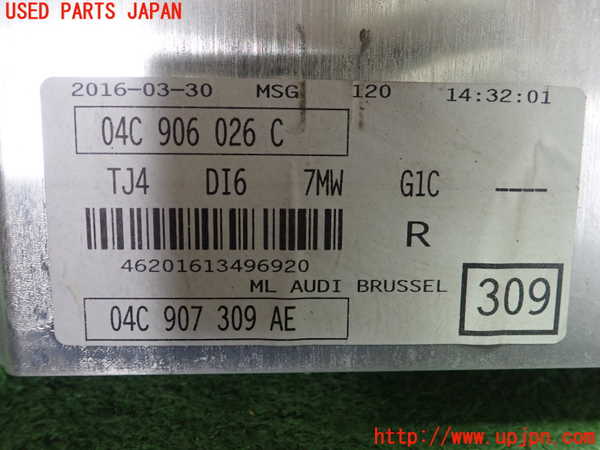 USED PARTS JAPAN
2016-03-30 MSG 120 14:32:01
04C 906 026 C
TJ4 DI6 7MW G1C ----
R
46201613496920
ML AUDI BRUSSEL
309
04C 907 309 AE
http://www.upjpn.com/